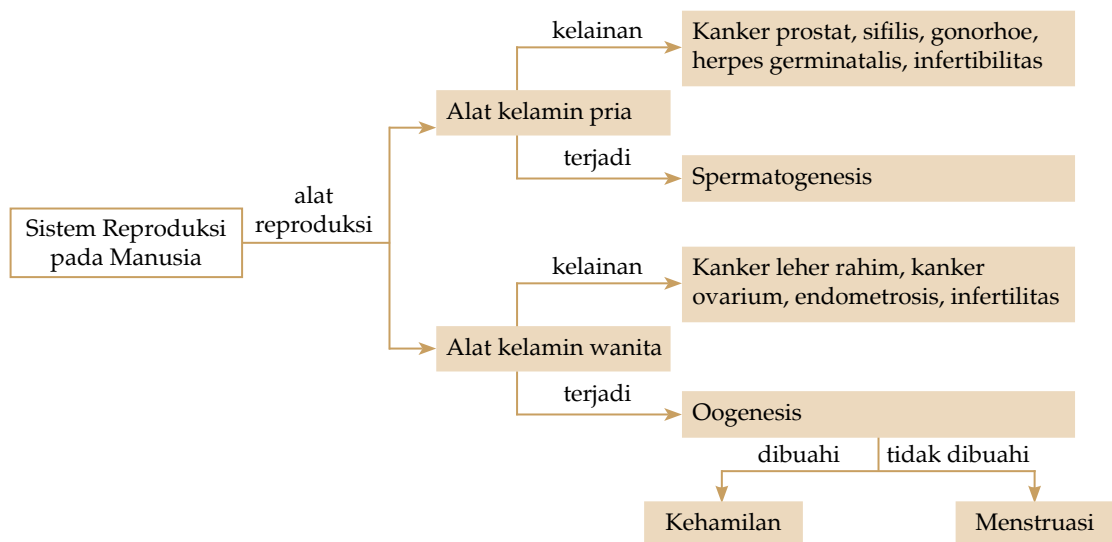 kelainan
Kanker prostat, sifilis, gonorhoe,
herpes germinatalis, infertibilitas
Alat kelamin pria
terjadi
Spermatogenesis
alat
reproduksi
Sistem Reproduksi
pada Manusia
kelainan
Kanker leher rahim, kanker
ovarium, endometrosis, infertilitas
Alat kelamin wanita
terjadi
Oogenesis
dibuahi
tidak dibuahi
Kehamilan
Menstruasi